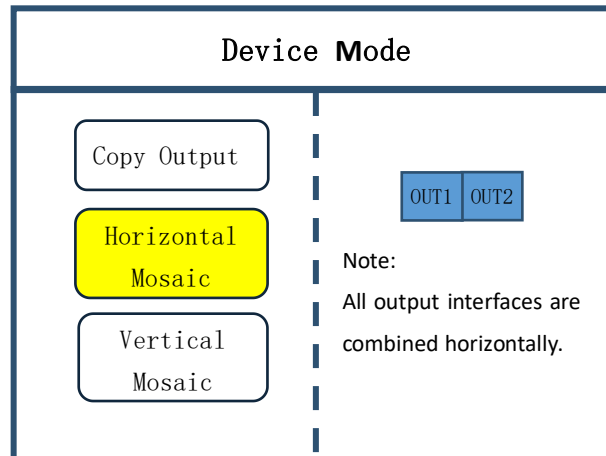 Device Mode
Copy Output
Horizontal
Mosaic
Vertical
Mosaic
OUT1 OUT2
Note:
All output interfaces are
combined horizontally.